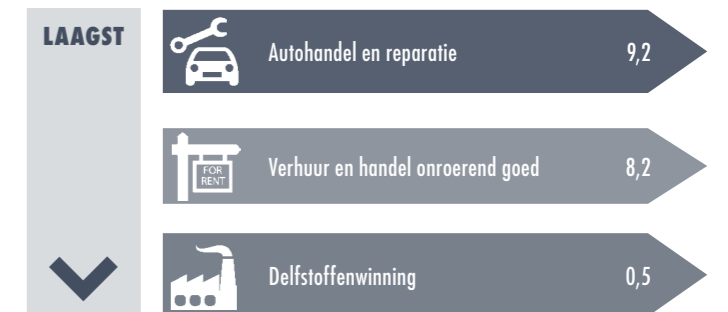 LAAGST
Autohandel en reparatie 9,2
FOR
RENT
Verhuur en handel onroerend goed 8,2
Delfstoffenwinning 0,5